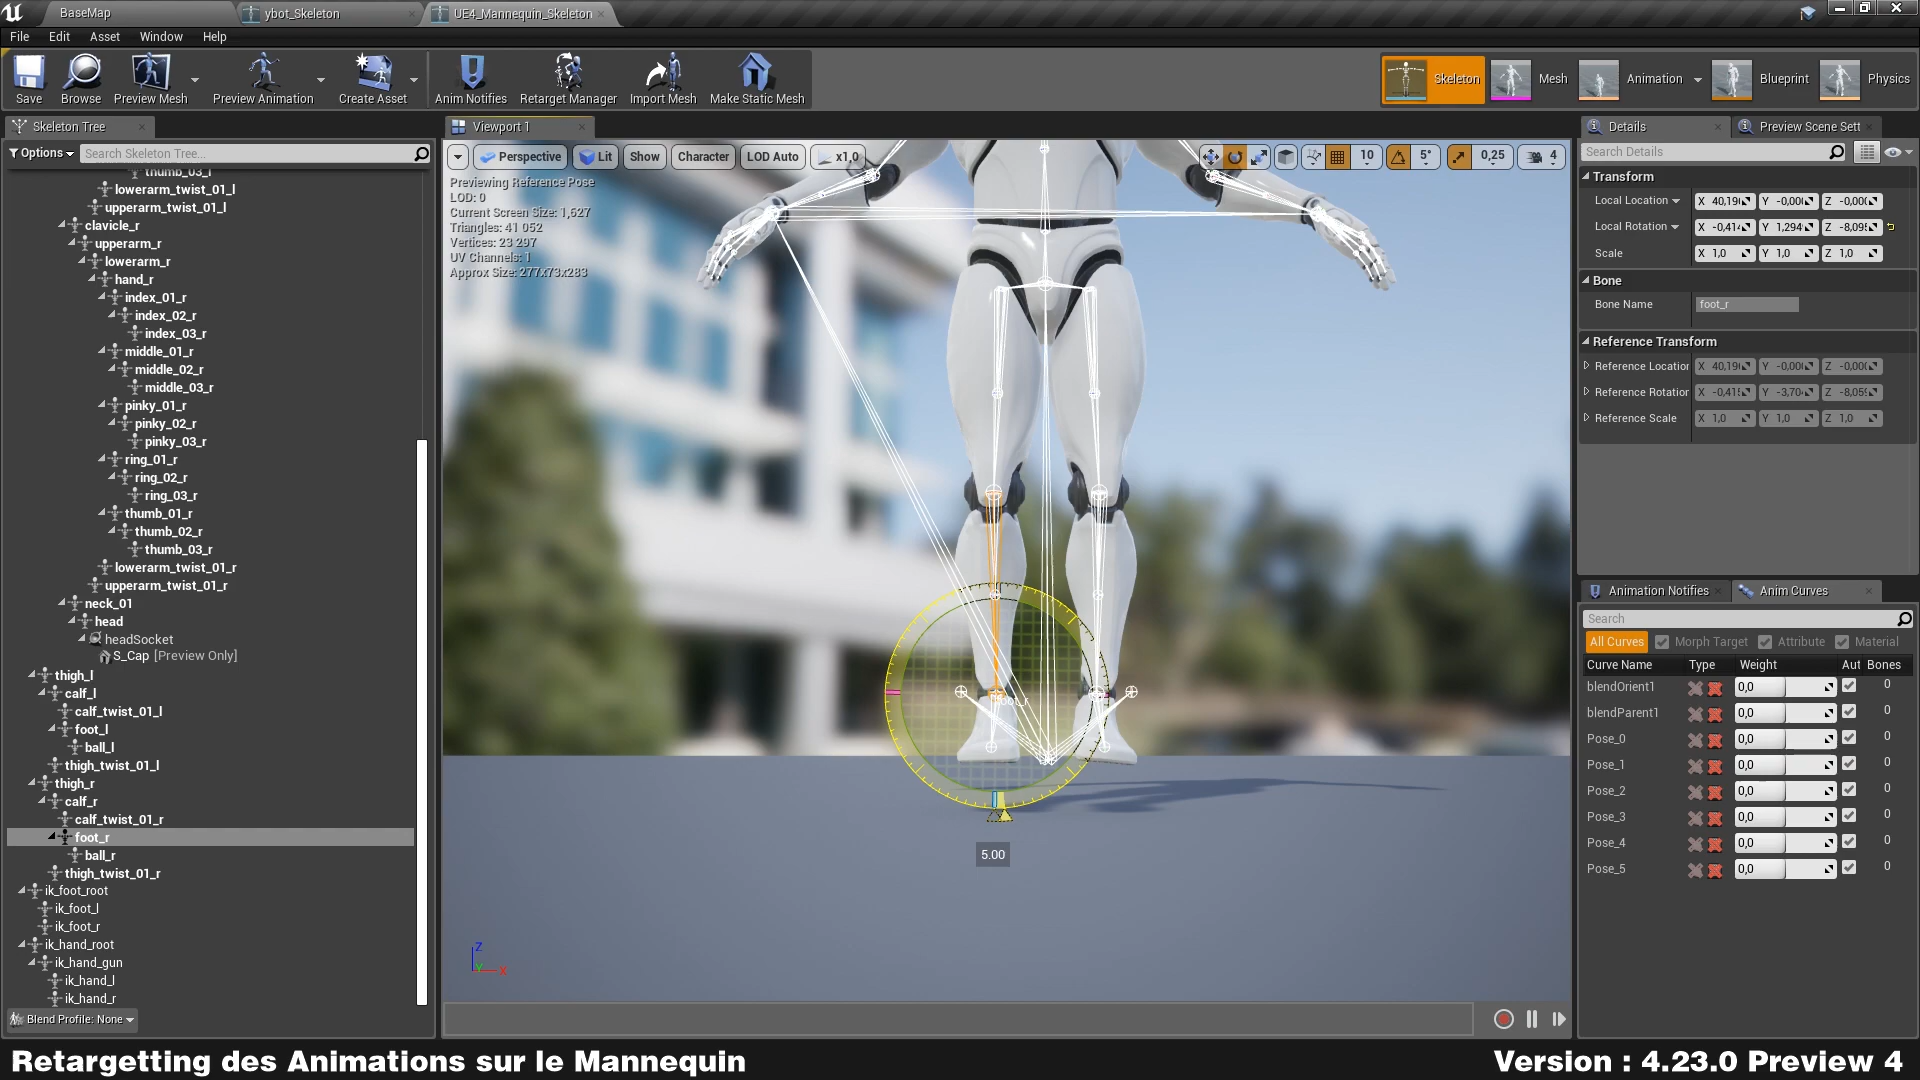 BaseMap
ybot_Skeleton
UE4_Mannequin_Skeleton
File Edit Asset Window Help
Save Browse Preview Mesh Preview Animation Create Asset Anim Notifies Retarget Manager Import Mesh Make Static Mesh
Skeleton Mesh Animation Blueprint Physics
Skeleton Tree
Options Search Skeleton Tree...
thumb_03_l
lowerarm_twist_01_l
upperarm_twist_01_l
clavicle_r
upperarm_r
lowerarm_r
hand_r
index_01_r
index_02_r
index_03_r
middle_01_r
middle_02_r
middle_03_r
pinky_01_r
pinky_02_r
pinky_03_r
ring_01_r
ring_02_r
ring_03_r
thumb_01_r
thumb_02_r
thumb_03_r
lowerarm_twist_01_r
upperarm_twist_01_r
neck_01
head
headSocket
S_Cap [Preview Only]
thigh_l
calf_l
calf_twist_01_l
foot_l
ball_l
thigh_twist_01_l
thigh_r
calf_r
calf_twist_01_r
foot_r
ball_r
thigh_twist_01_r
ik_foot_root
ik_foot_l
ik_foot_r
ik_hand_root
ik_hand_gun
ik_hand_l
ik_hand_r
Blend Profile: None
Viewport 1
Perspective Lit Show Character LOD Auto x1,0
10 5° 0,25 4
Previewing Reference Pose
LOD: 0
Current Screen Size: 1,627
Triangles: 41 052
Vertices: 23 297
UV Channels: 1
Approx Size: 277x73x283
5.00
Z
Y
X
Details
Preview Scene Sett
Search Details
Transform
Local Location X 40,19 Y -0,00 Z -0,00
Local Rotation X -0,41 Y 1,29 Z -8,09
Scale X 1,0 Y 1,0 Z 1,0
Bone
Bone Name foot_r
Reference Transform
Reference Location X 40,19 Y -0,00 Z -0,00
Reference Rotation X -0,41 Y -3,70 Z -8,05
Reference Scale X 1,0 Y 1,0 Z 1,0
Animation Notifies
Anim Curves
Search
All Curves Morph Target Attribute Material
Curve Name Type Weight Aut Bones
blendOrient1 0,0 0
blendParent1 0,0 0
Pose_0 0,0 0
Pose_1 0,0 0
Pose_2 0,0 0
Pose_3 0,0 0
Pose_4 0,0 0
Pose_5 0,0 0
Retargetting des Animations sur le Mannequin
Version : 4.23.0 Preview 4